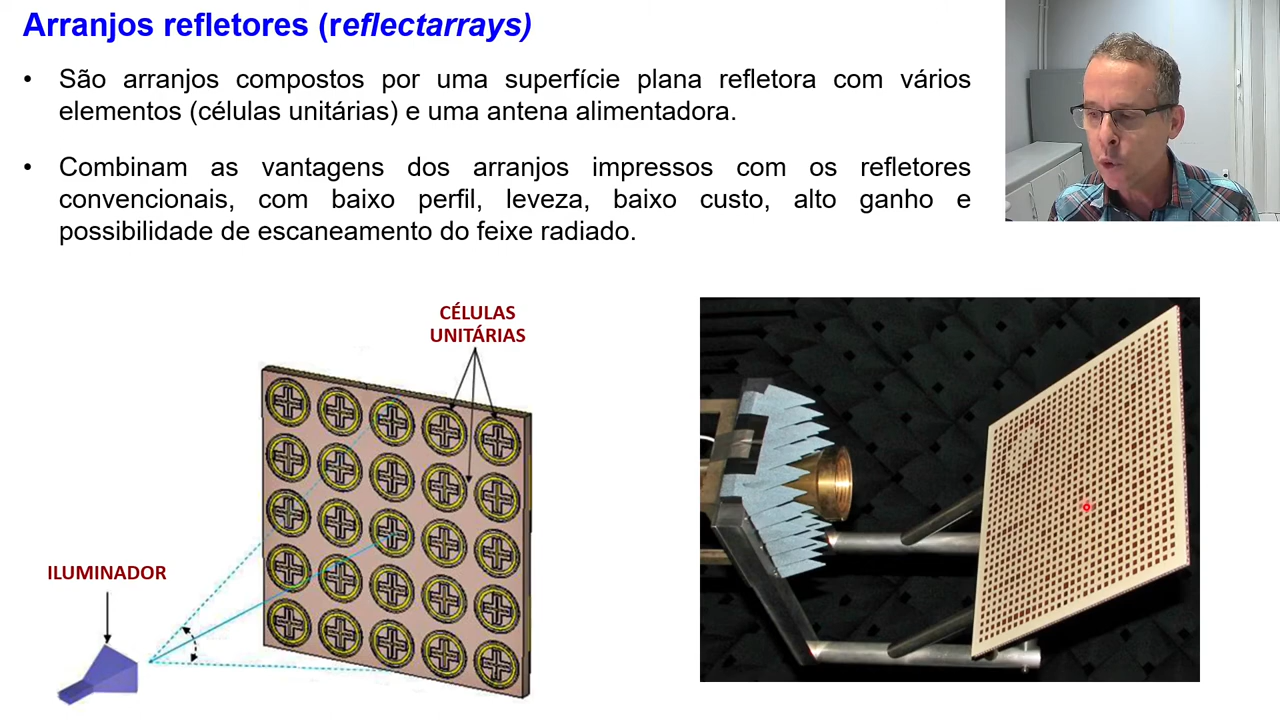 Arranjos refletores (reflectarrays)
• São arranjos compostos por uma superfície plana refletora com vários
elementos (células unitárias) e uma antena alimentadora.
• Combinam as vantagens dos arranjos impressos com os refletores
convencionais, com baixo perfil, leveza, baixo custo, alto ganho e
possibilidade de escaneamento do feixe radiado.
CÉLULAS
UNITÁRIAS
ILUMINADOR